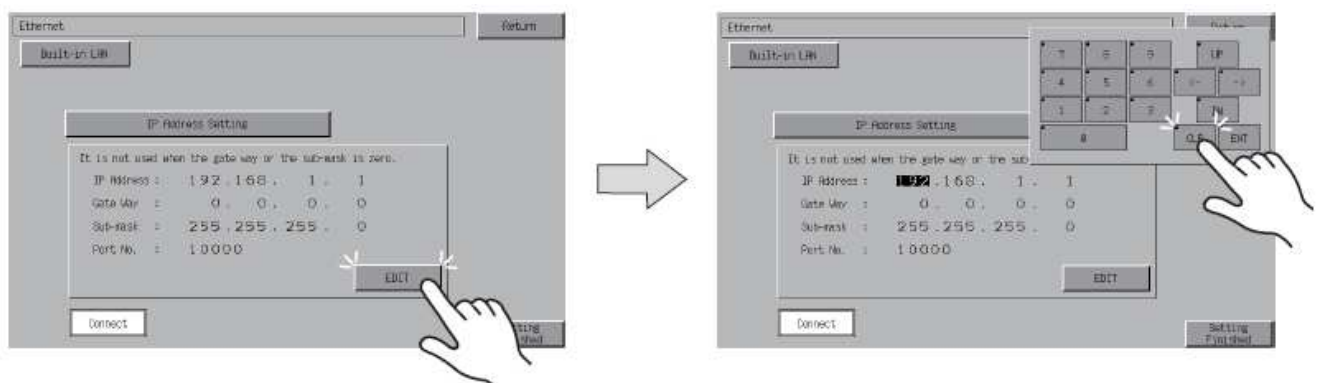 Ethernet
Return
Built-in LAN
IP Address Setting
It is not used when the gate way or the sub-mask is zero.
IP Address : 192.168. 1. 1
Gate Way : 0. 0. 0. 0
Sub-mask : 255.255.255. 0
Port No. : 10000
EDIT
Connect
Ethernet
Built-in LAN
7 8 9 UP
4 5 6 <- ->
1 2 3
0 ENT
IP Address Setting
It is not used when the gate way or the sub
IP Address : 192.168. 1. 1
Gate Way : 0. 0. 0. 0
Sub-mask : 255.255.255. 0
Port No. : 10000
EDIT
Connect
Setting
Finished